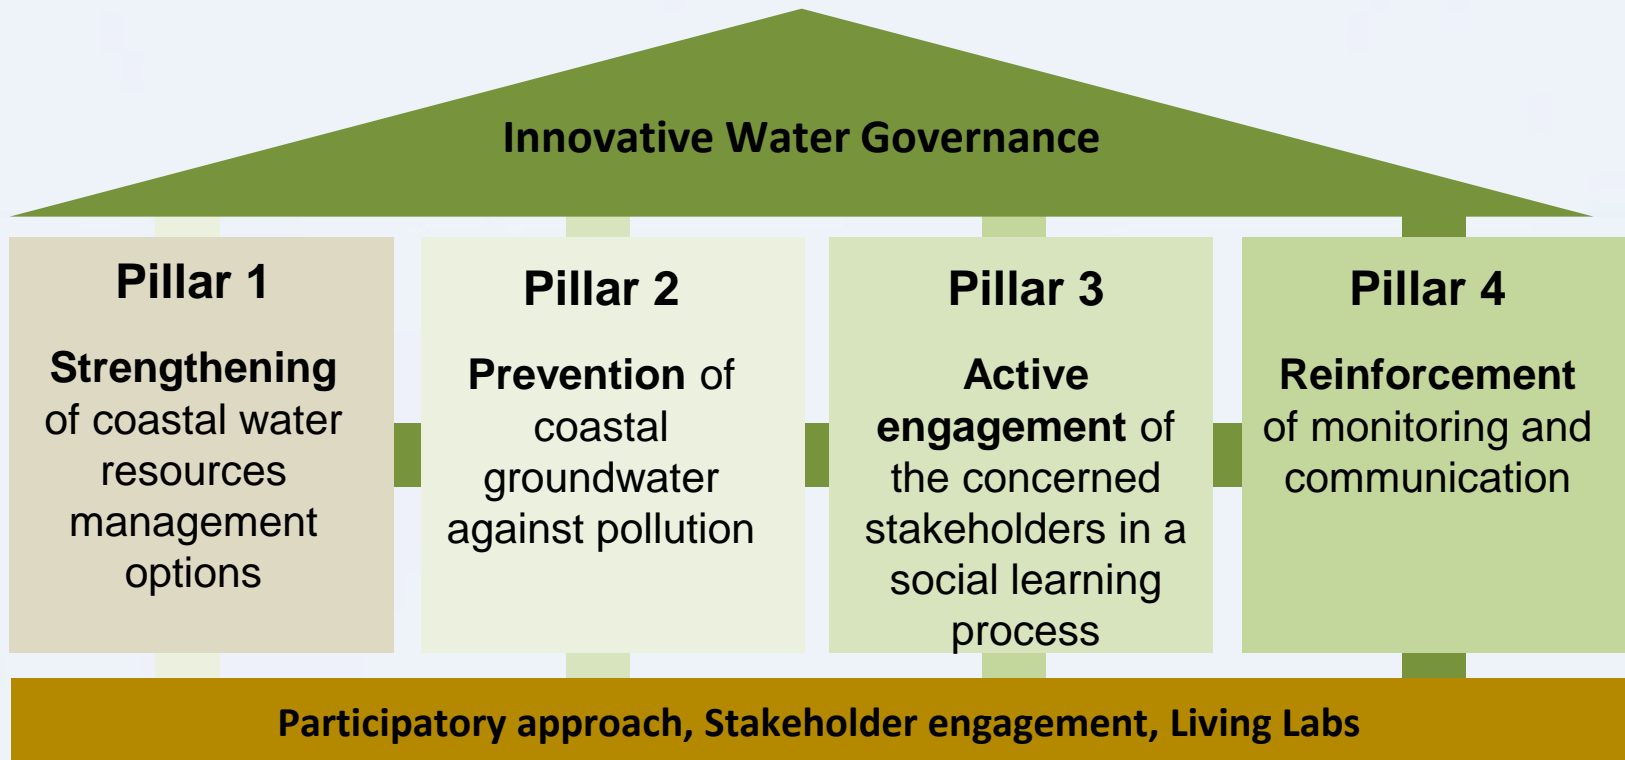 Innovative Water Governance
Pillar 1
Strengthening
of coastal water
resources
management
options
Pillar 2
Prevention of
coastal
groundwater
against pollution
Pillar 3
Active
engagement of
the concerned
stakeholders in a
social learning
process
Pillar 4
Reinforcement
of monitoring and
communication
Participatory approach, Stakeholder engagement, Living Labs